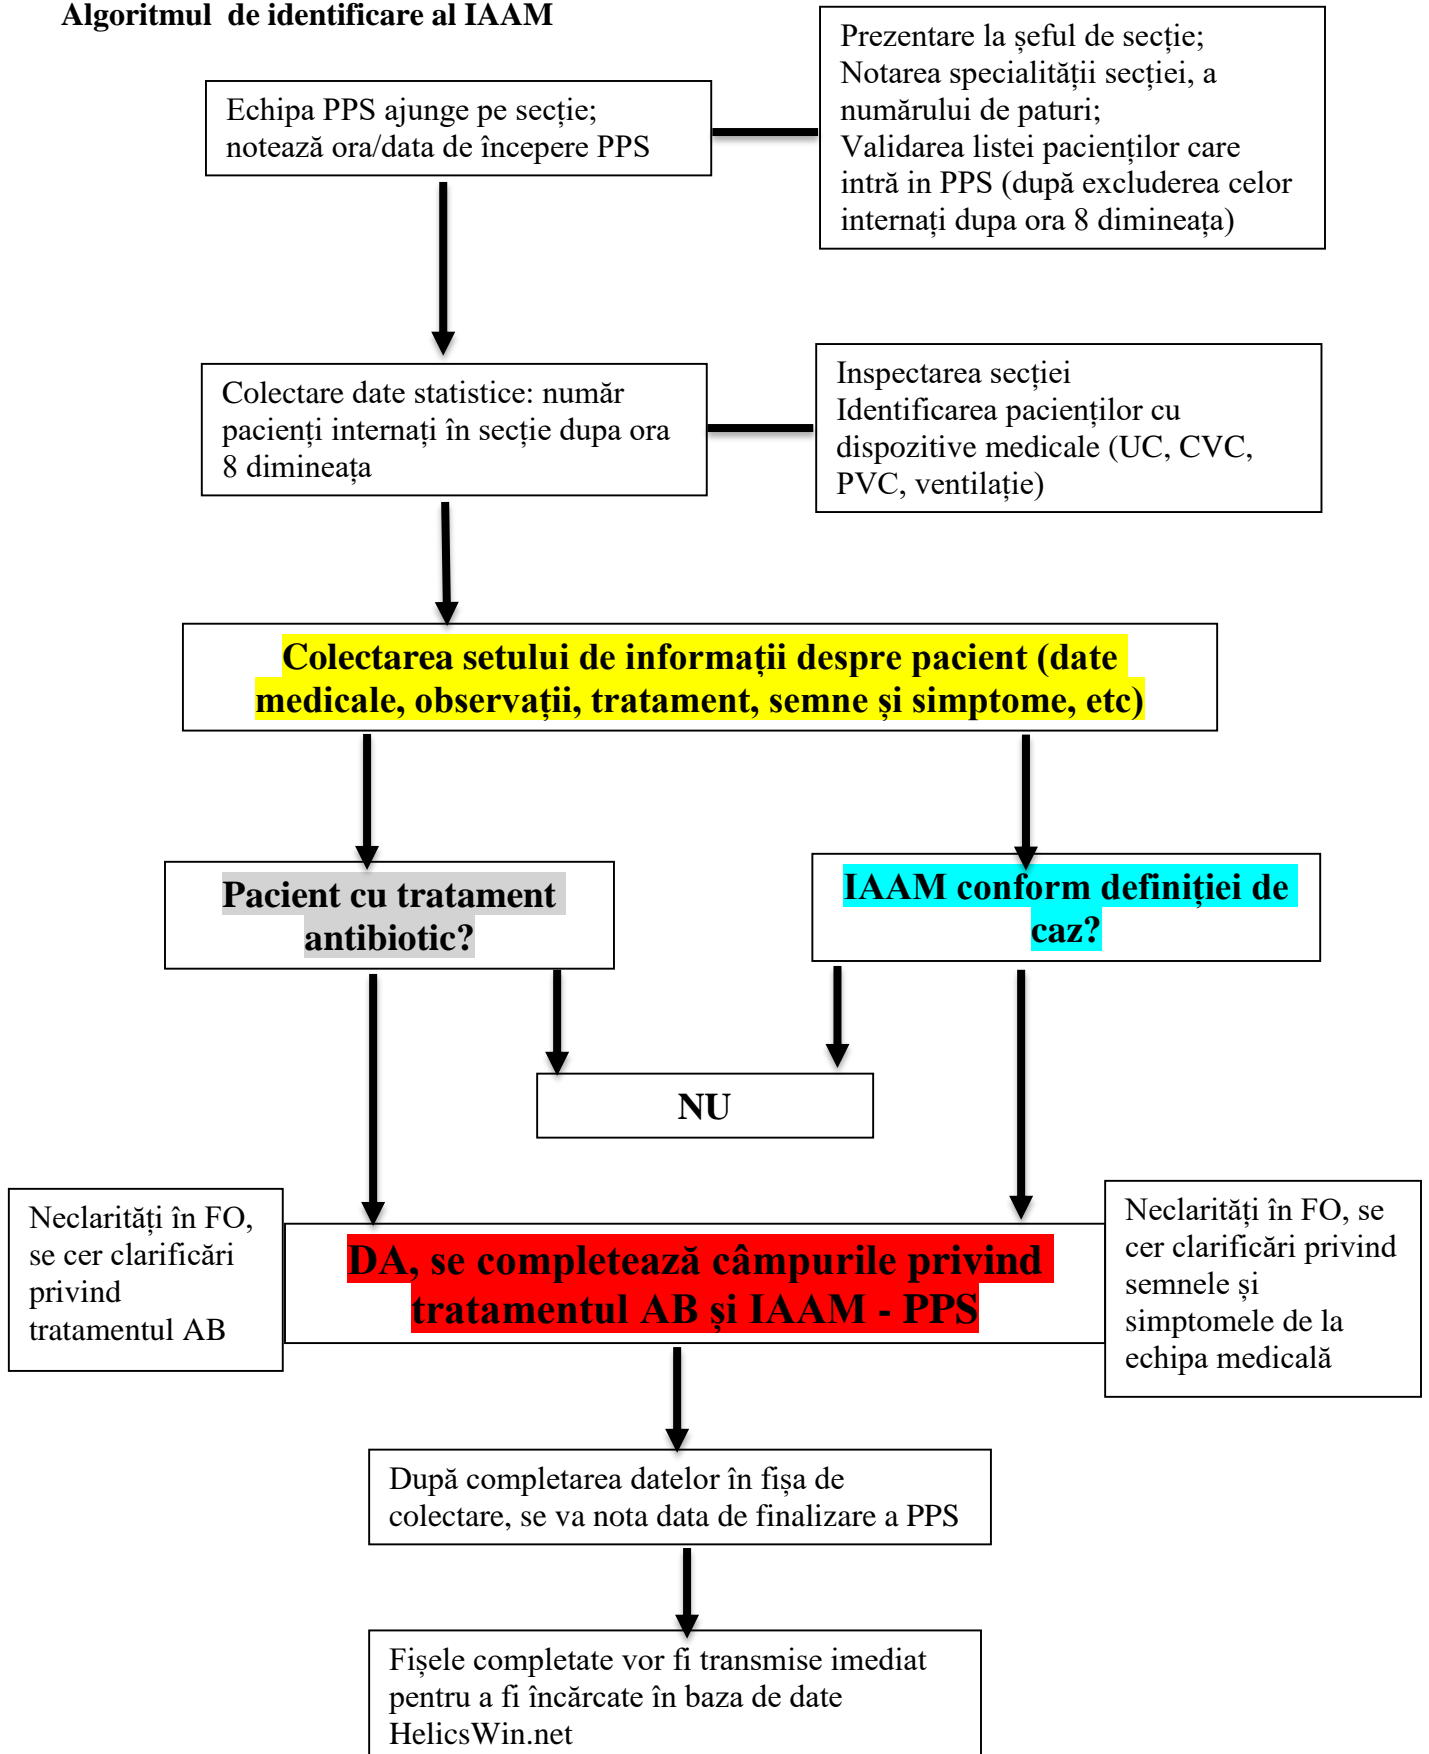 Algoritmul de identificare al IAAM
Prezentare la șeful de secție;
Notarea specialității secției, a
numărului de paturi;
Validarea listei pacienților care
intră in PPS (după excluderea celor
internați dupa ora 8 dimineața)
Echipa PPS ajunge pe secție;
notează ora/data de începere PPS
Colectare date statistice: număr
pacienți internați în secție dupa ora
8 dimineața
Inspectarea secției
Identificarea pacienților cu
dispozitive medicale (UC, CVC,
PVC, ventilație)
Colectarea setului de informații despre pacient (date
medicale, observații, tratament, semne și simptome, etc)
Pacient cu tratament
antibiotic?
IAAM conform definiției de
caz?
NU
Neclarități în FO,
se cer clarificări
privind
tratamentul AB
DA, se completează câmpurile privind
tratamentul AB și IAAM - PPS
Neclarități în FO, se
cer clarificări privind
semnele și
simptomele de la
echipa medicală
După completarea datelor în fișa de
colectare, se va nota data de finalizare a PPS
Fișele completate vor fi transmise imediat
pentru a fi încărcate în baza de date
HelicsWin.net